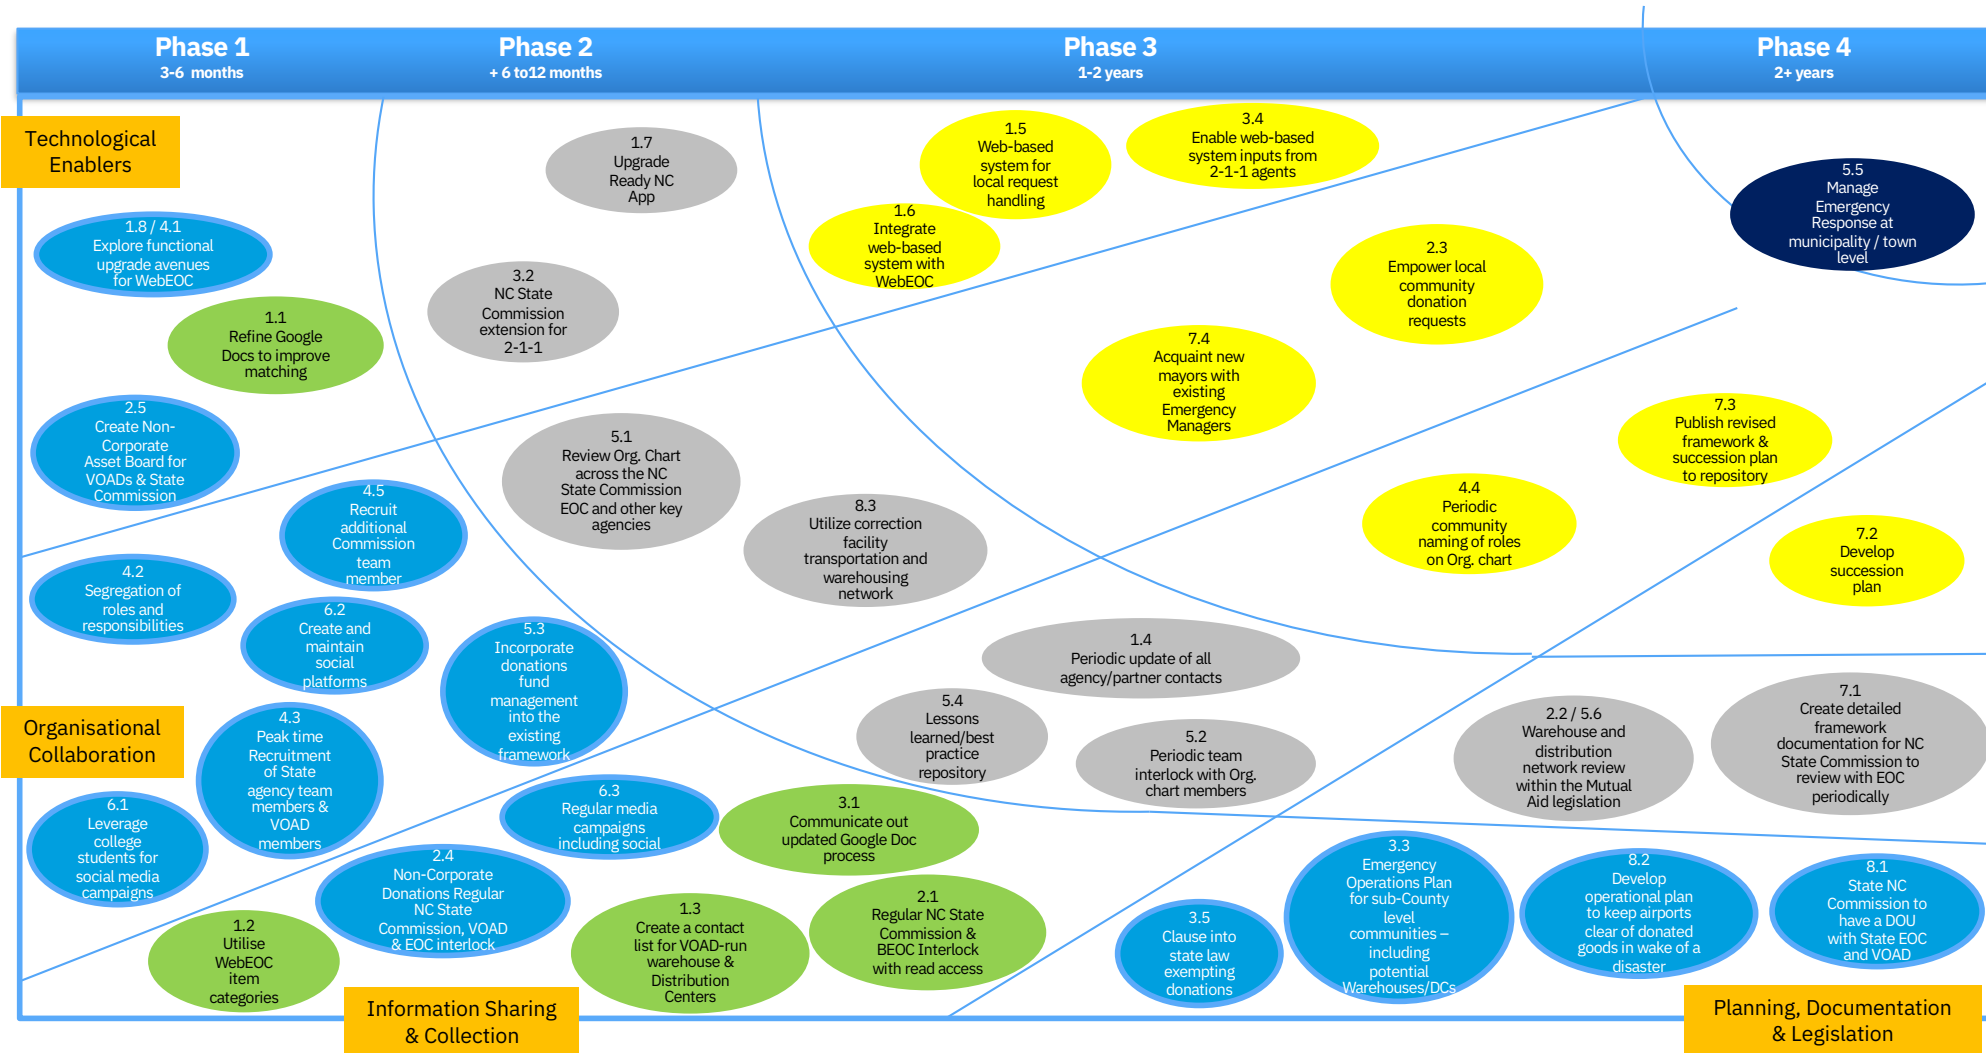 Phase 1
3-6  months
Phase 2
+ 6 to12 months
Phase 3
1-2 years
Phase 4
2+ years
Technological
Enablers
1.7
Upgrade
Ready NC
App
1.5
Web-based
system for
local request
handling
3.4
Enable web-based
system inputs from
2-1-1 agents
5.5
Manage
Emergency
Response at
municipality / town
level
1.8 / 4.1
Explore functional
upgrade avenues
for WebEOC
1.6
Integrate
web-based
system with
WebEOC
2.3
Empower local
community
donation
requests
3.2
NC State
Commission
extension for
2-1-1
1.1
Refine Google
Docs to improve
matching
7.4
Acquaint new
mayors with
existing
Emergency
Managers
2.5
Create Non-
Corporate
Asset Board for
VOADs & State
Commission
7.3
Publish revised
framework &
succession plan
to repository
5.1
Review Org. Chart
across the NC
State Commission
EOC and other key
agencies
4.5
Recruit
additional
Commission
team
member
8.3
Utilize correction
facility
transportation and
warehousing
network
4.4
Periodic
community
naming of roles
on Org. chart
7.2
Develop
succession
plan
4.2
Segregation of
roles and
responsibilities
6.2
Create and
maintain
social
platforms
5.3
Incorporate
donations
fund
management
into the
existing
framework
1.4
Periodic update of all
agency/partner contacts
5.4
Lessons
learned/best
practice
repository
5.2
Periodic team
interlock with Org.
chart members
2.2 / 5.6
Warehouse and
distribution
network review
within the Mutual
Aid legislation
7.1
Create detailed
framework
documentation for NC
State Commission to
review with EOC
periodically
Organisational
Collaboration
4.3
Peak time
Recruitment
of State
agency team
members &
VOAD
members
6.1
Leverage
college
students for
social media
campaigns
6.3
Regular media
campaigns
including social
3.1
Communicate out
updated Google Doc
process
2.4
Non-Corporate
Donations Regular
NC State
Commission, VOAD
& EOC interlock
1.2
Utilise
WebEOC
item
categories
1.3
Create a contact
list for VOAD-run
warehouse &
Distribution
Centers
2.1
Regular NC State
Commission &
BEOC Interlock
with read access
3.5
Clause into
state law
exempting
donations
3.3
Emergency
Operations Plan
for sub-County
level
communities –
including
potential
Warehouses/DCs
8.2
Develop
operational plan
to keep airports
clear of donated
goods in wake of a
disaster
8.1
State NC
Commission to
have a DOU
with State EOC
and VOAD
Information Sharing
& Collection
Planning, Documentation
& Legislation